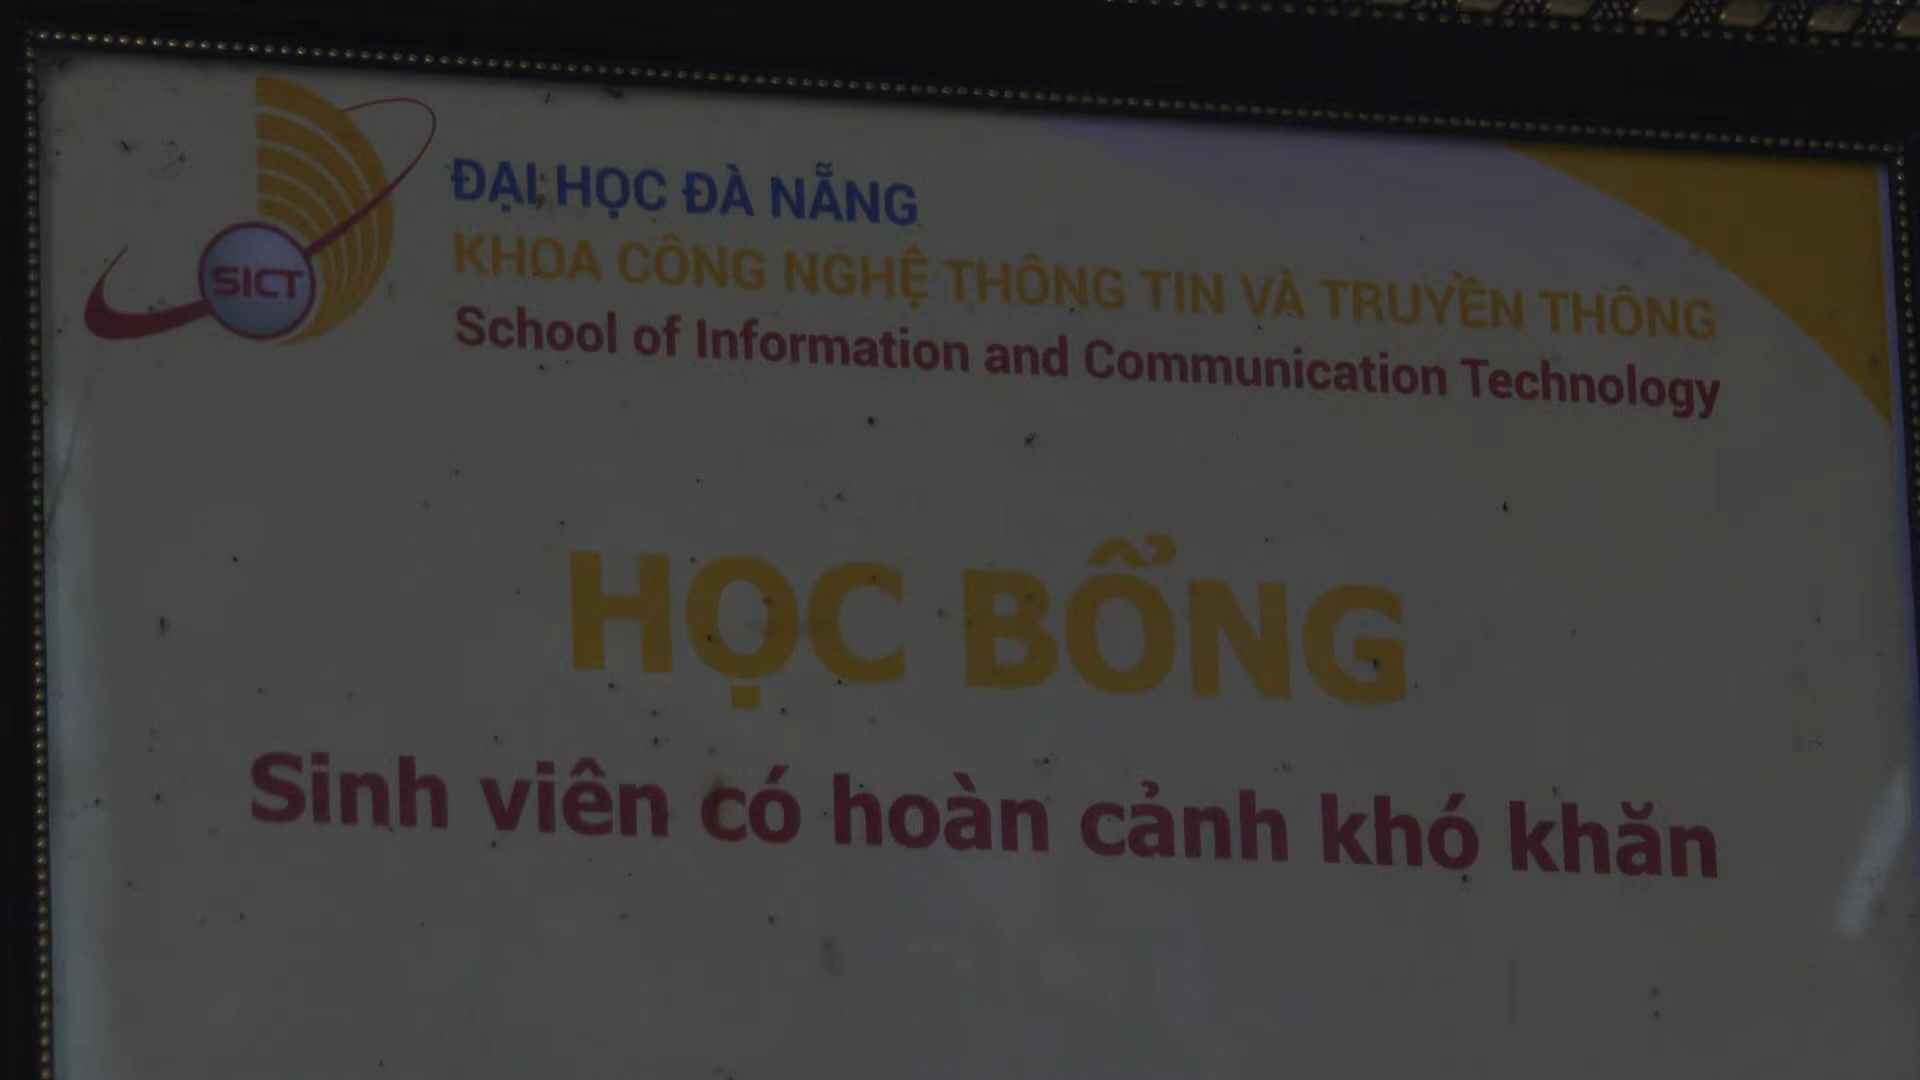 SICT
ĐẠI HỌC ĐÀ NẴNG
KHOA CÔNG NGHỆ THÔNG TIN VÀ TRUYỀN THÔNG
School of Information and Communication Technology
HỌC BỔNG
Sinh viên có hoàn cảnh khó khăn